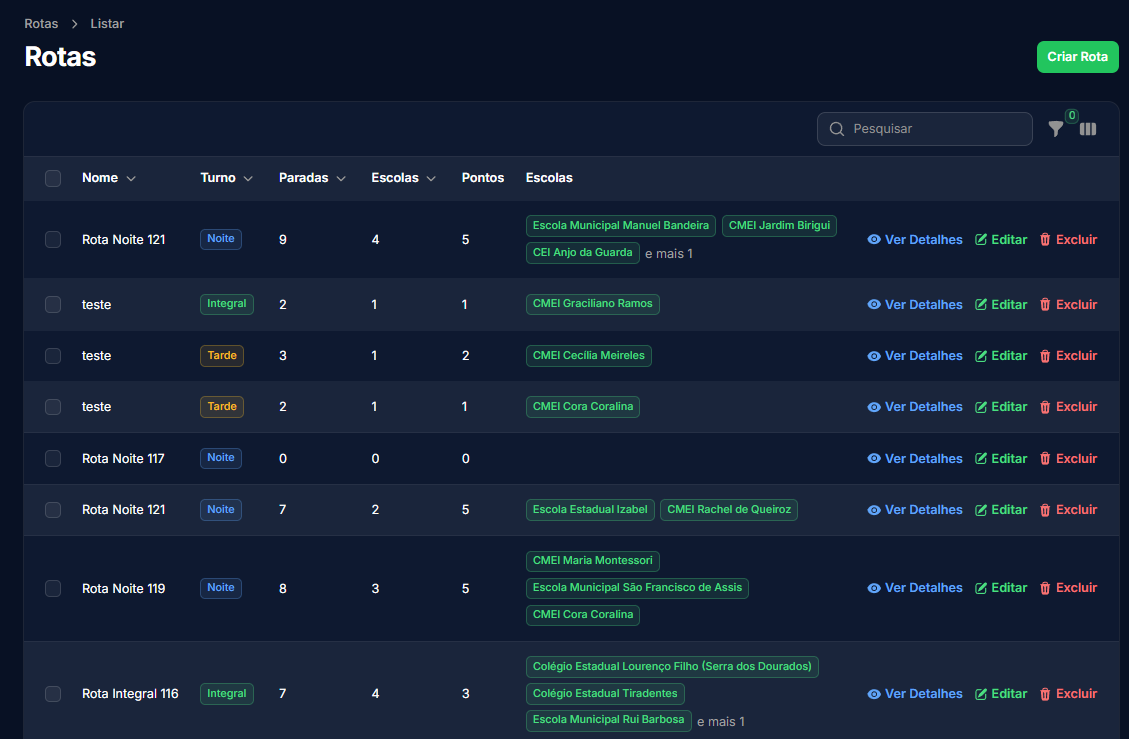 Rotas > Listar
Rotas
Criar Rota
Pesquisar
0
Nome Turno Paradas Escolas Pontos Escolas
Rota Noite 121 Noite 9 4 5 Escola Municipal Manuel Bandeira CMEI Jardim Birigui
CEI Anjo da Guarda e mais 1 Ver Detalhes Editar Excluir
teste Integral 2 1 1 CMEI Graciliano Ramos Ver Detalhes Editar Excluir
teste Tarde 3 1 2 CMEI Cecília Meireles Ver Detalhes Editar Excluir
teste Tarde 2 1 1 CMEI Cora Coralina Ver Detalhes Editar Excluir
Rota Noite 117 Noite 0 0 0 Ver Detalhes Editar Excluir
Rota Noite 121 Noite 7 2 5 Escola Estadual Izabel CMEI Rachel de Queiroz Ver Detalhes Editar Excluir
Rota Noite 119 Noite 8 3 5 CMEI Maria Montessori
Escola Municipal São Francisco de Assis
CMEI Cora Coralina Ver Detalhes Editar Excluir
Rota Integral 116 Integral 7 4 3 Colégio Estadual Lourenço Filho (Serra dos Dourados)
Colégio Estadual Tiradentes
Escola Municipal Rui Barbosa e mais 1 Ver Detalhes Editar Excluir